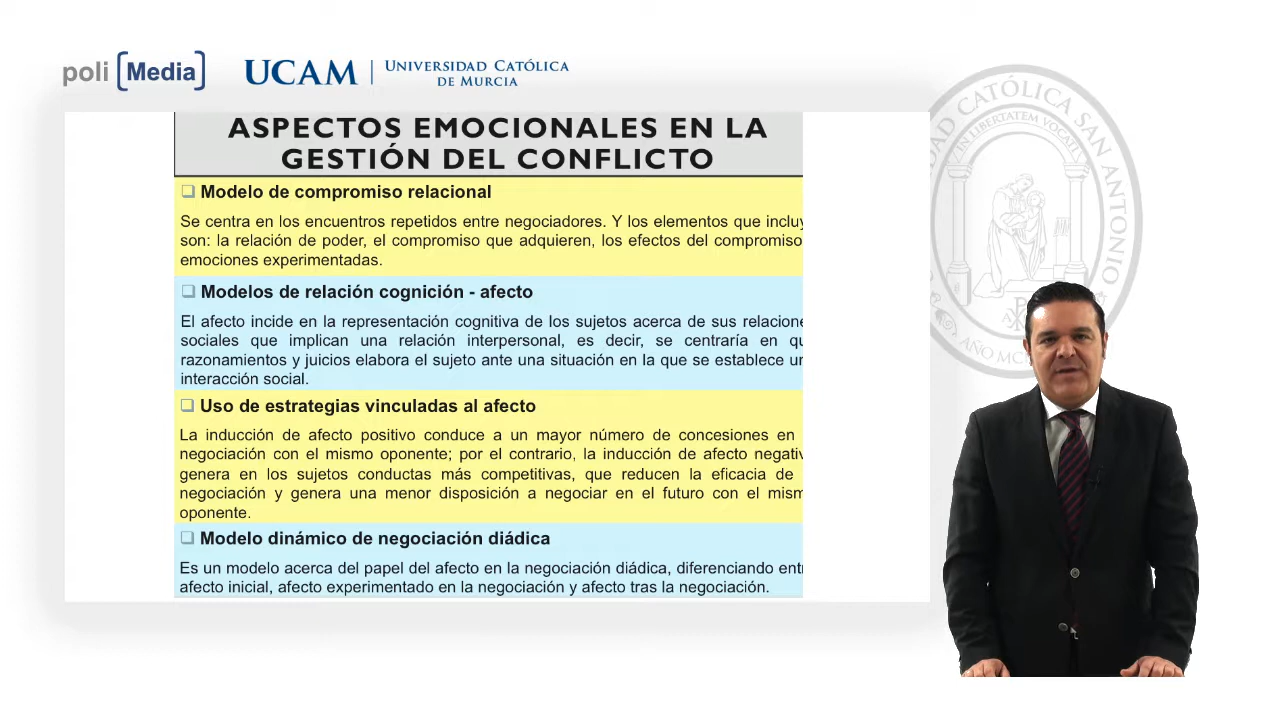 poli [Media]
UCAM | UNIVERSIDAD CATÓLICA
DE MURCIA
ASPECTOS EMOCIONALES EN LA
GESTIÓN DEL CONFLICTO
Modelo de compromiso relacional
Se centra en los encuentros repetidos entre negociadores. Y los elementos que incluy
son: la relación de poder, el compromiso que adquieren, los efectos del compromiso
emociones experimentadas.
Modelos de relación cognición - afecto
El afecto incide en la representación cognitiva de los sujetos acerca de sus relacione
sociales que implican una relación interpersonal, es decir, se centraría en qu
razonamientos y juicios elabora el sujeto ante una situación en la que se establece un
interacción social.
Uso de estrategias vinculadas al afecto
La inducción de afecto positivo conduce a un mayor número de concesiones en
negociación con el mismo oponente; por el contrario, la inducción de afecto negativ
genera en los sujetos conductas más competitivas, que reducen la eficacia de
negociación y genera una menor disposición a negociar en el futuro con el mism
oponente.
Modelo dinámico de negociación diádica
Es un modelo acerca del papel del afecto en la negociación diádica, diferenciando entr
afecto inicial, afecto experimentado en la negociación y afecto tras la negociación.
CATÓLICA SAN ANTONIO
IN LIBERTATEM VOCATI
AÑO MC